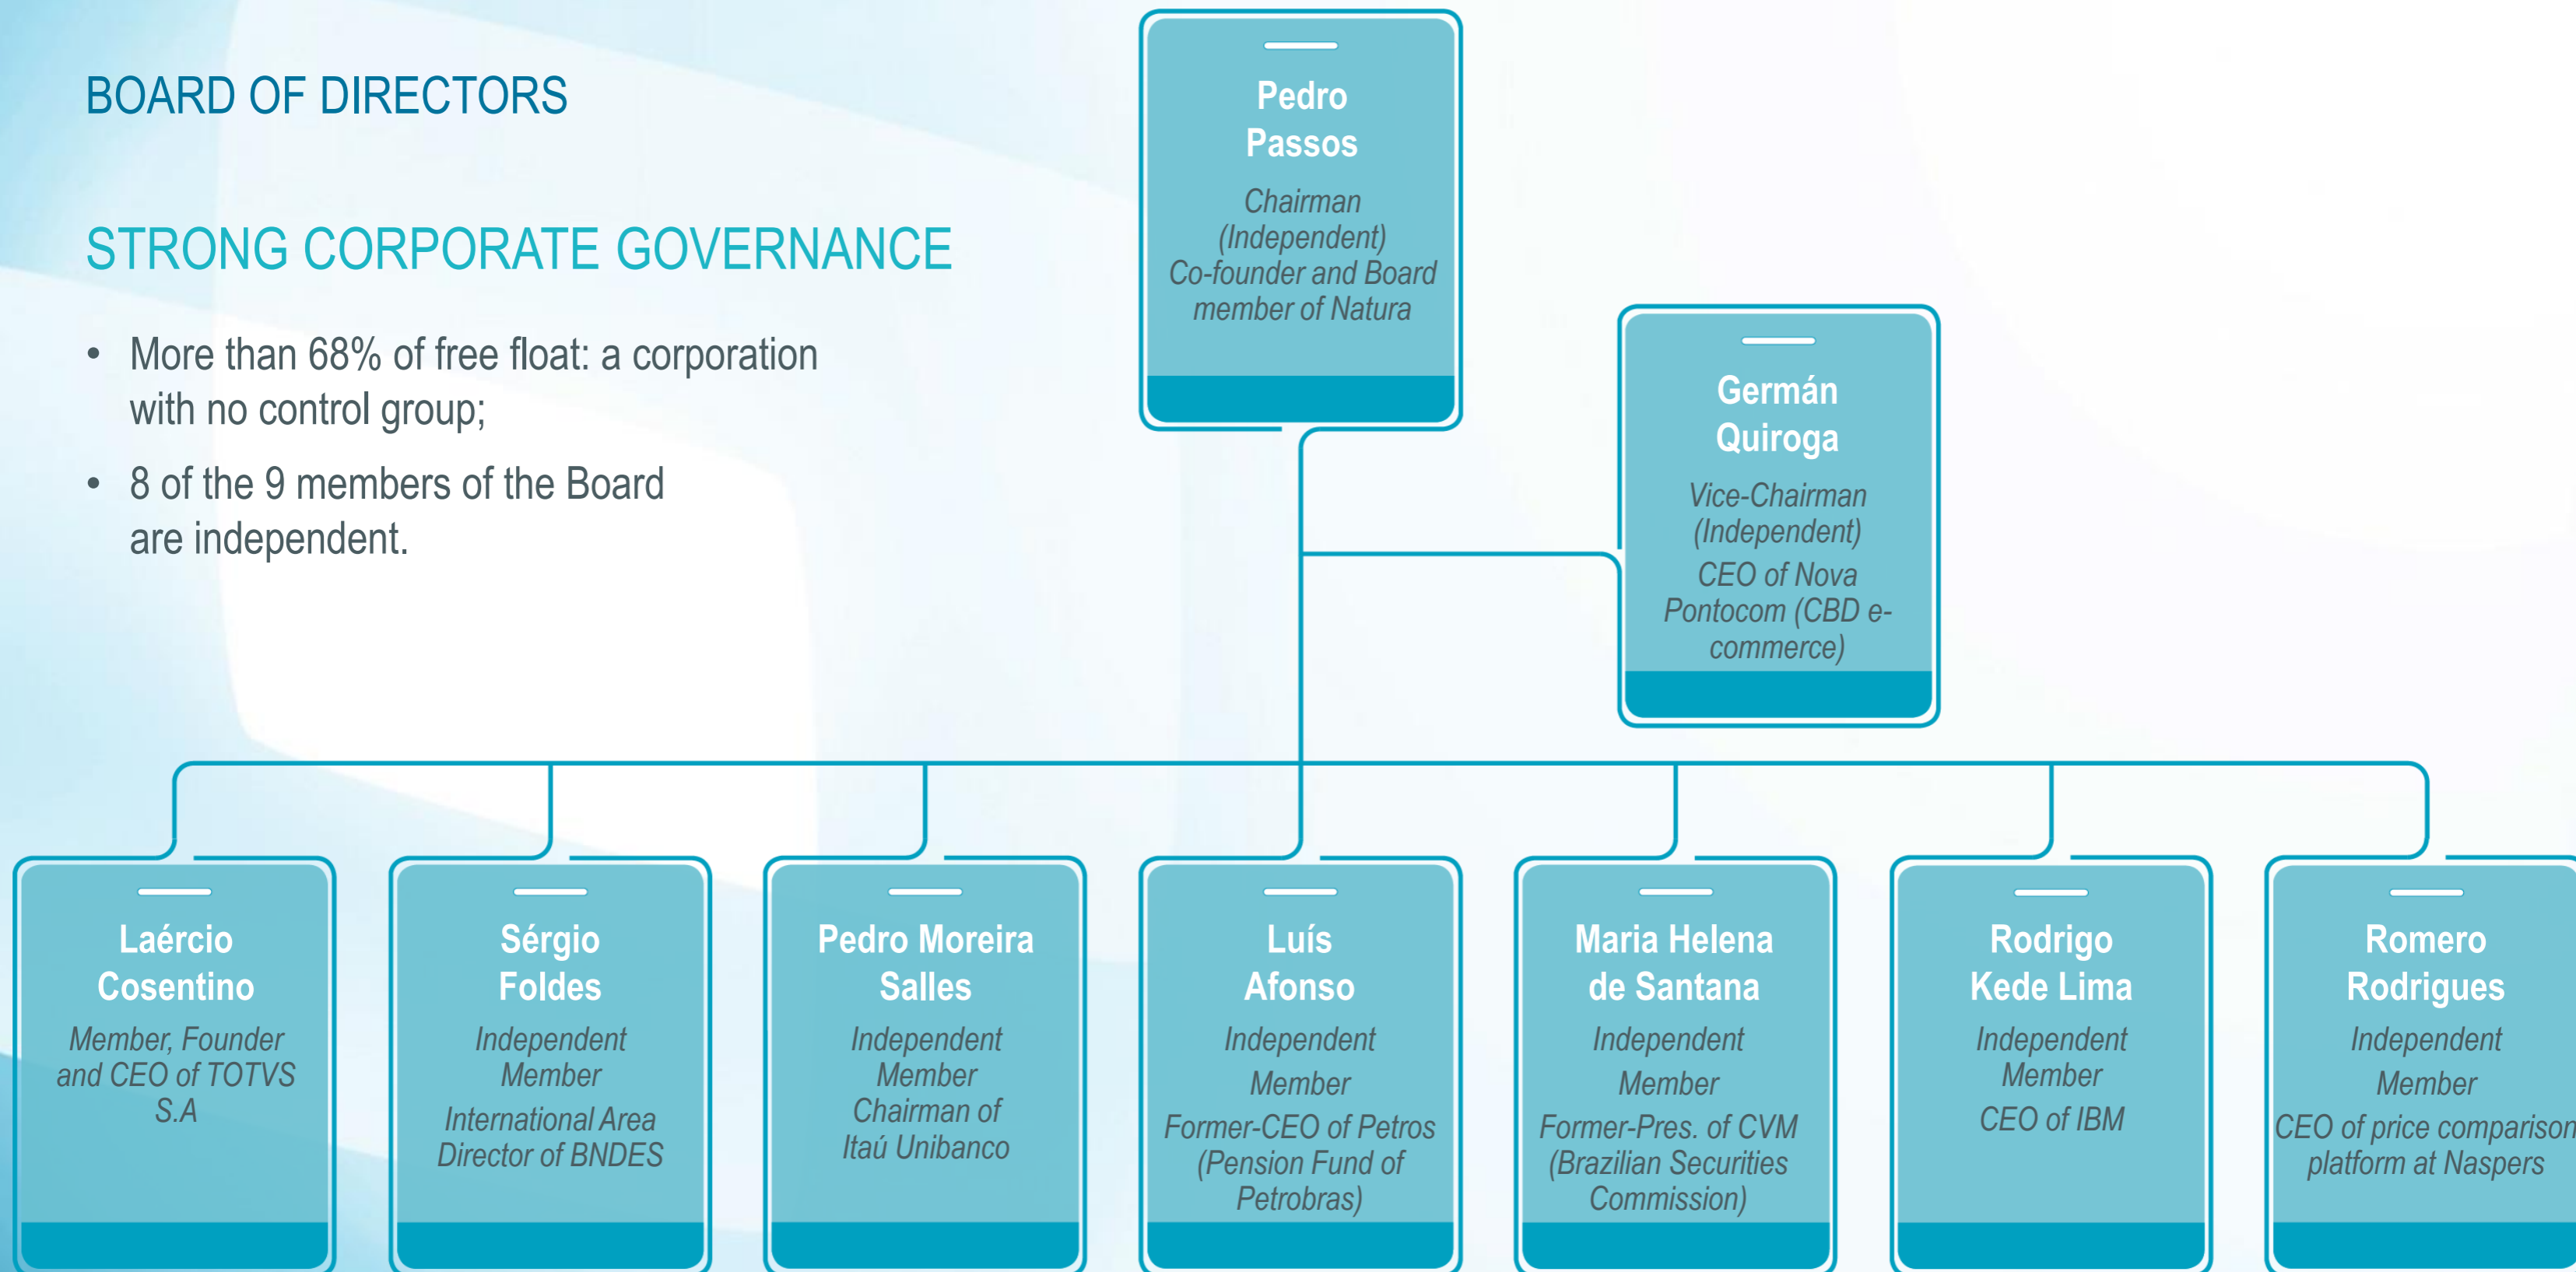 BOARD OF DIRECTORS
STRONG CORPORATE GOVERNANCE
• More than 68% of free float: a corporation
with no control group;
• 8 of the 9 members of the Board
are independent.
Pedro
Passos
Chairman
(Independent)
Co-founder and Board
member of Natura
Germán
Quiroga
Vice-Chairman
(Independent)
CEO of Nova
Pontocom (CBD e-
commerce)
Laércio
Cosentino
Member, Founder
and CEO of TOTVS
S.A
Sérgio
Foldes
Independent
Member
International Area
Director of BNDES
Pedro Moreira
Salles
Independent
Member
Chairman of
Itaú Unibanco
Luís
Afonso
Independent
Member
Former-CEO of Petros
(Pension Fund of
Petrobras)
Maria Helena
de Santana
Independent
Member
Former-Pres. of CVM
(Brazilian Securities
Commission)
Rodrigo
Kede Lima
Independent
Member
CEO of IBM
Romero
Rodrigues
Independent
Member
CEO of price comparison
platform at Naspers